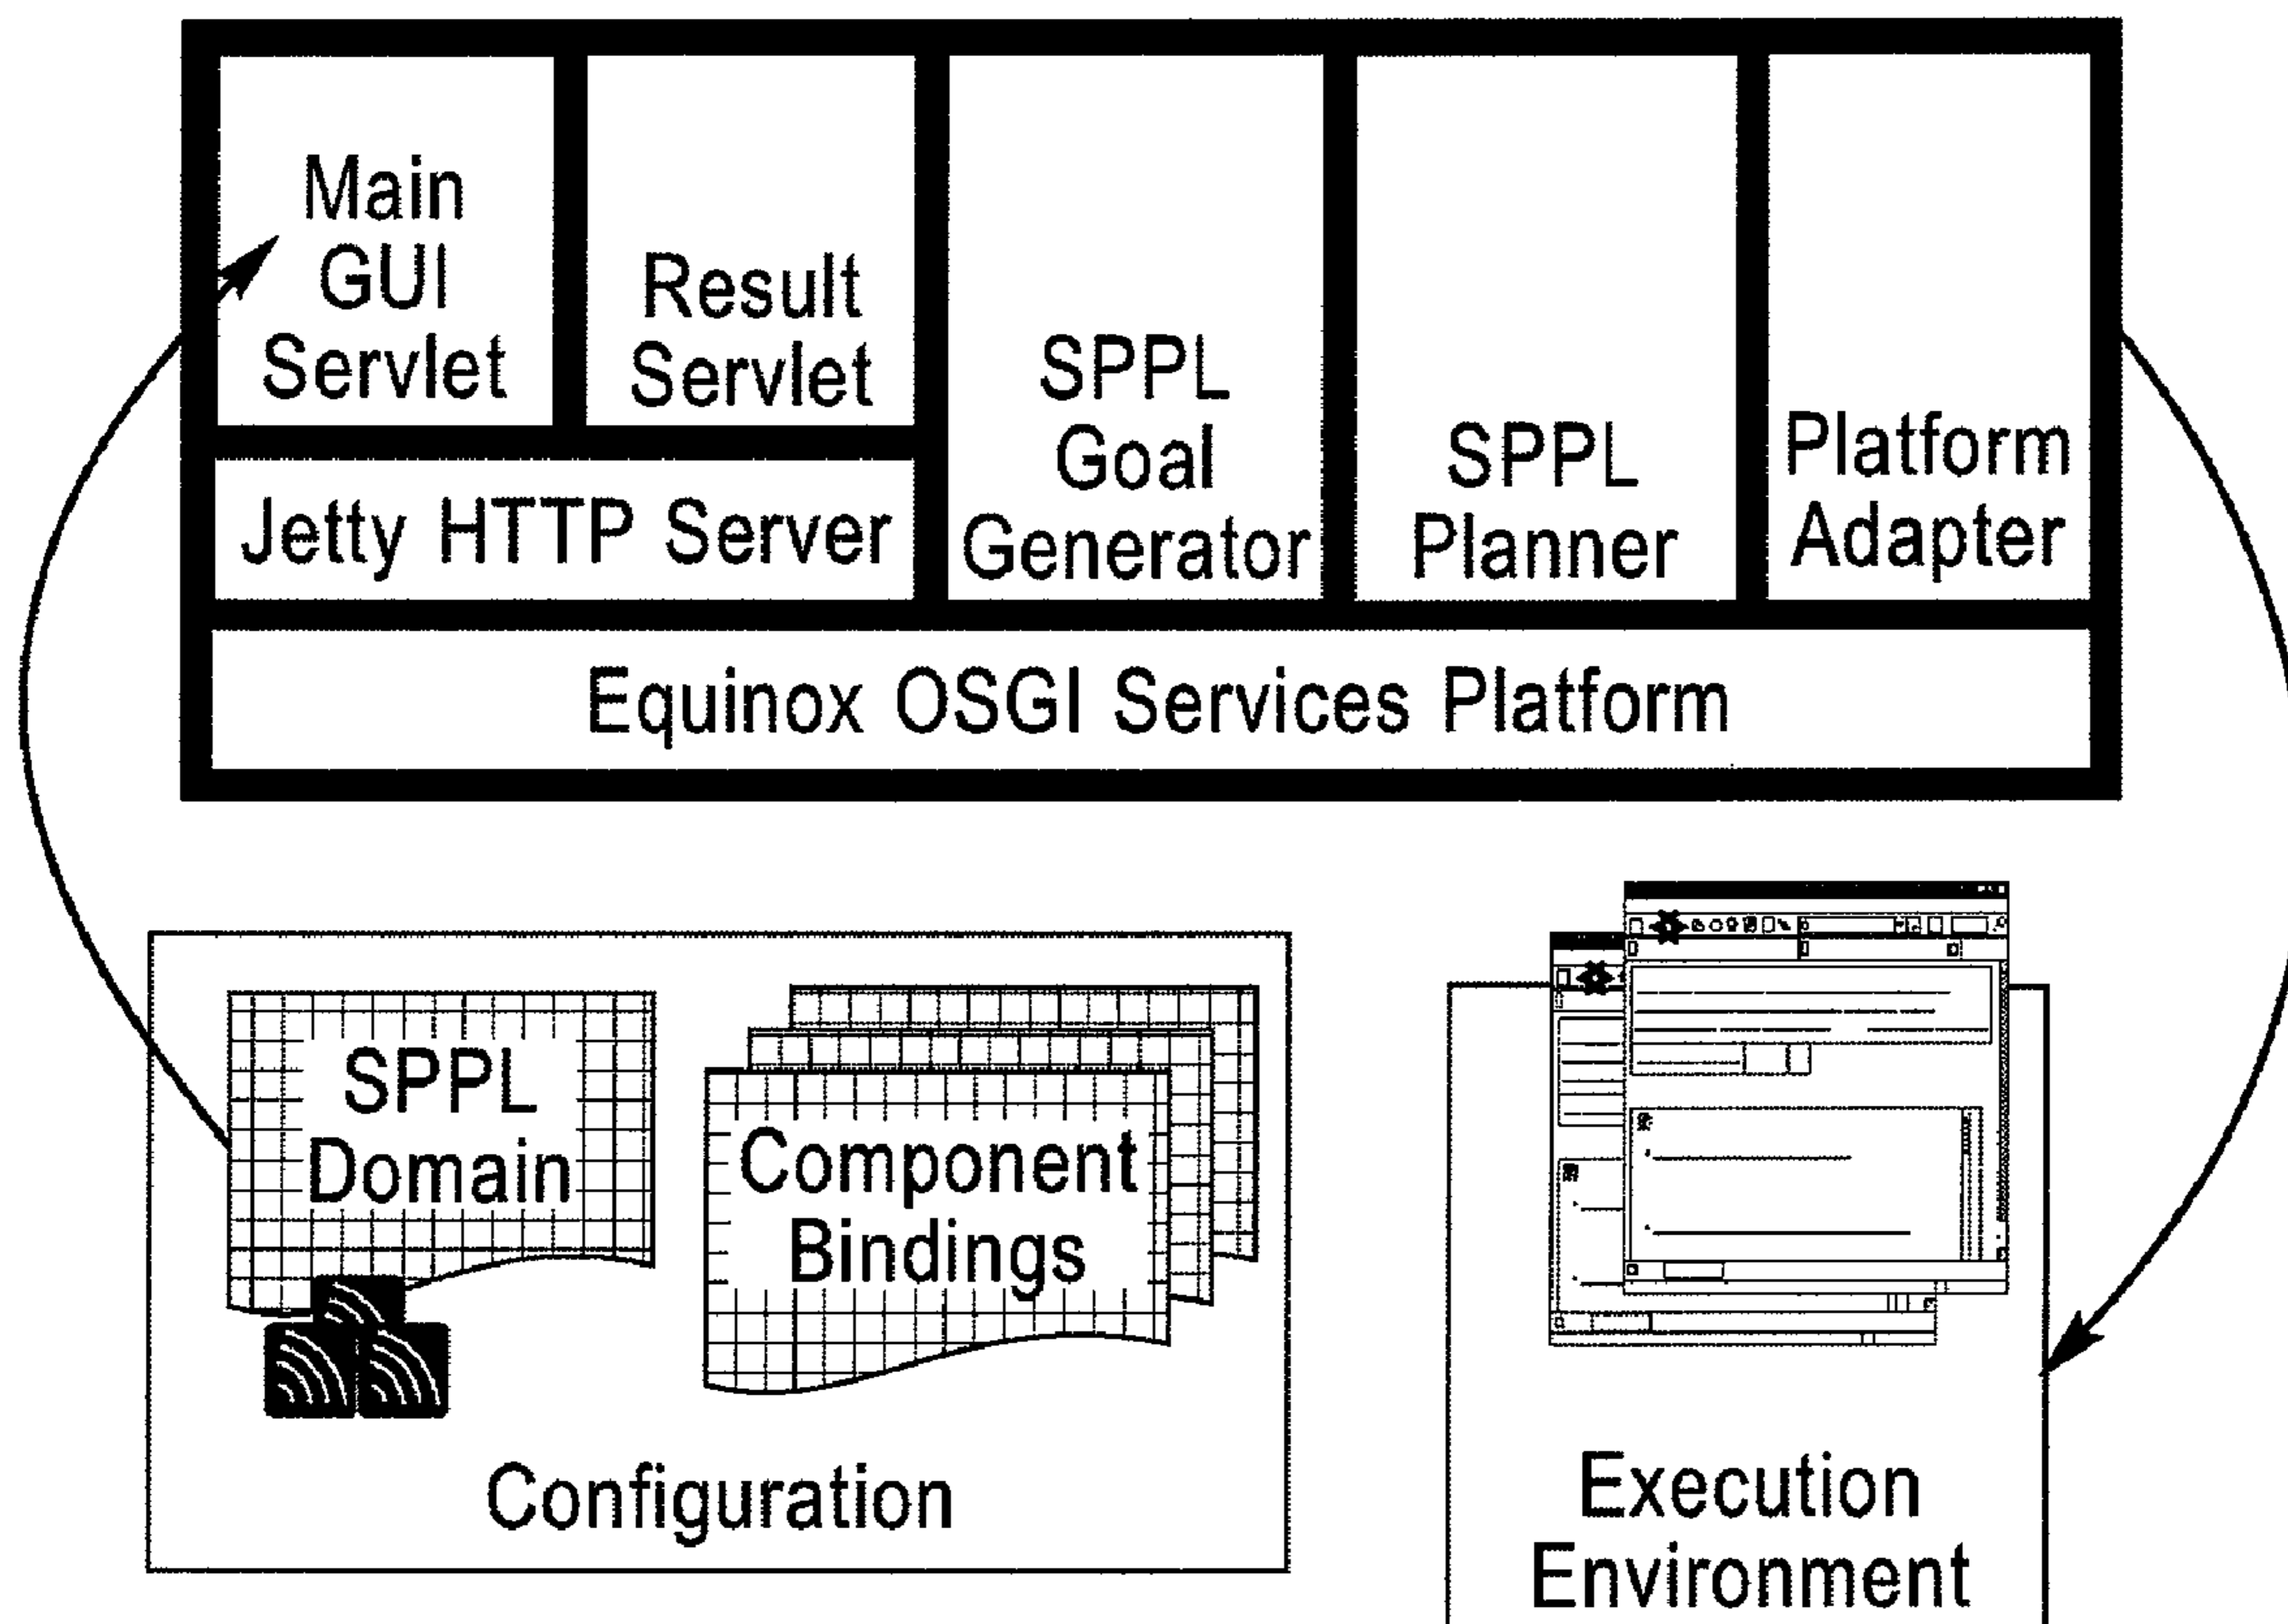 Main
GUI
Servlet
Result
Servlet
SPPL
Goal
Generator
SPPL
Planner
Platform
Adapter
Jetty HTTP Server
Equinox OSGI Services Platform
SPPL
Domain
Component
Bindings
Configuration
Execution
Environment